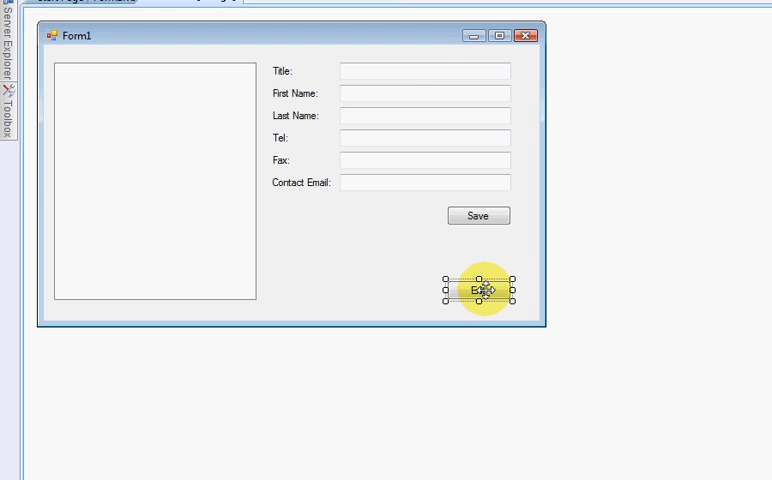 Server Explorer
Toolbox
Form1
Title:
First Name:
Last Name:
Tel:
Fax:
Contact Email:
Save